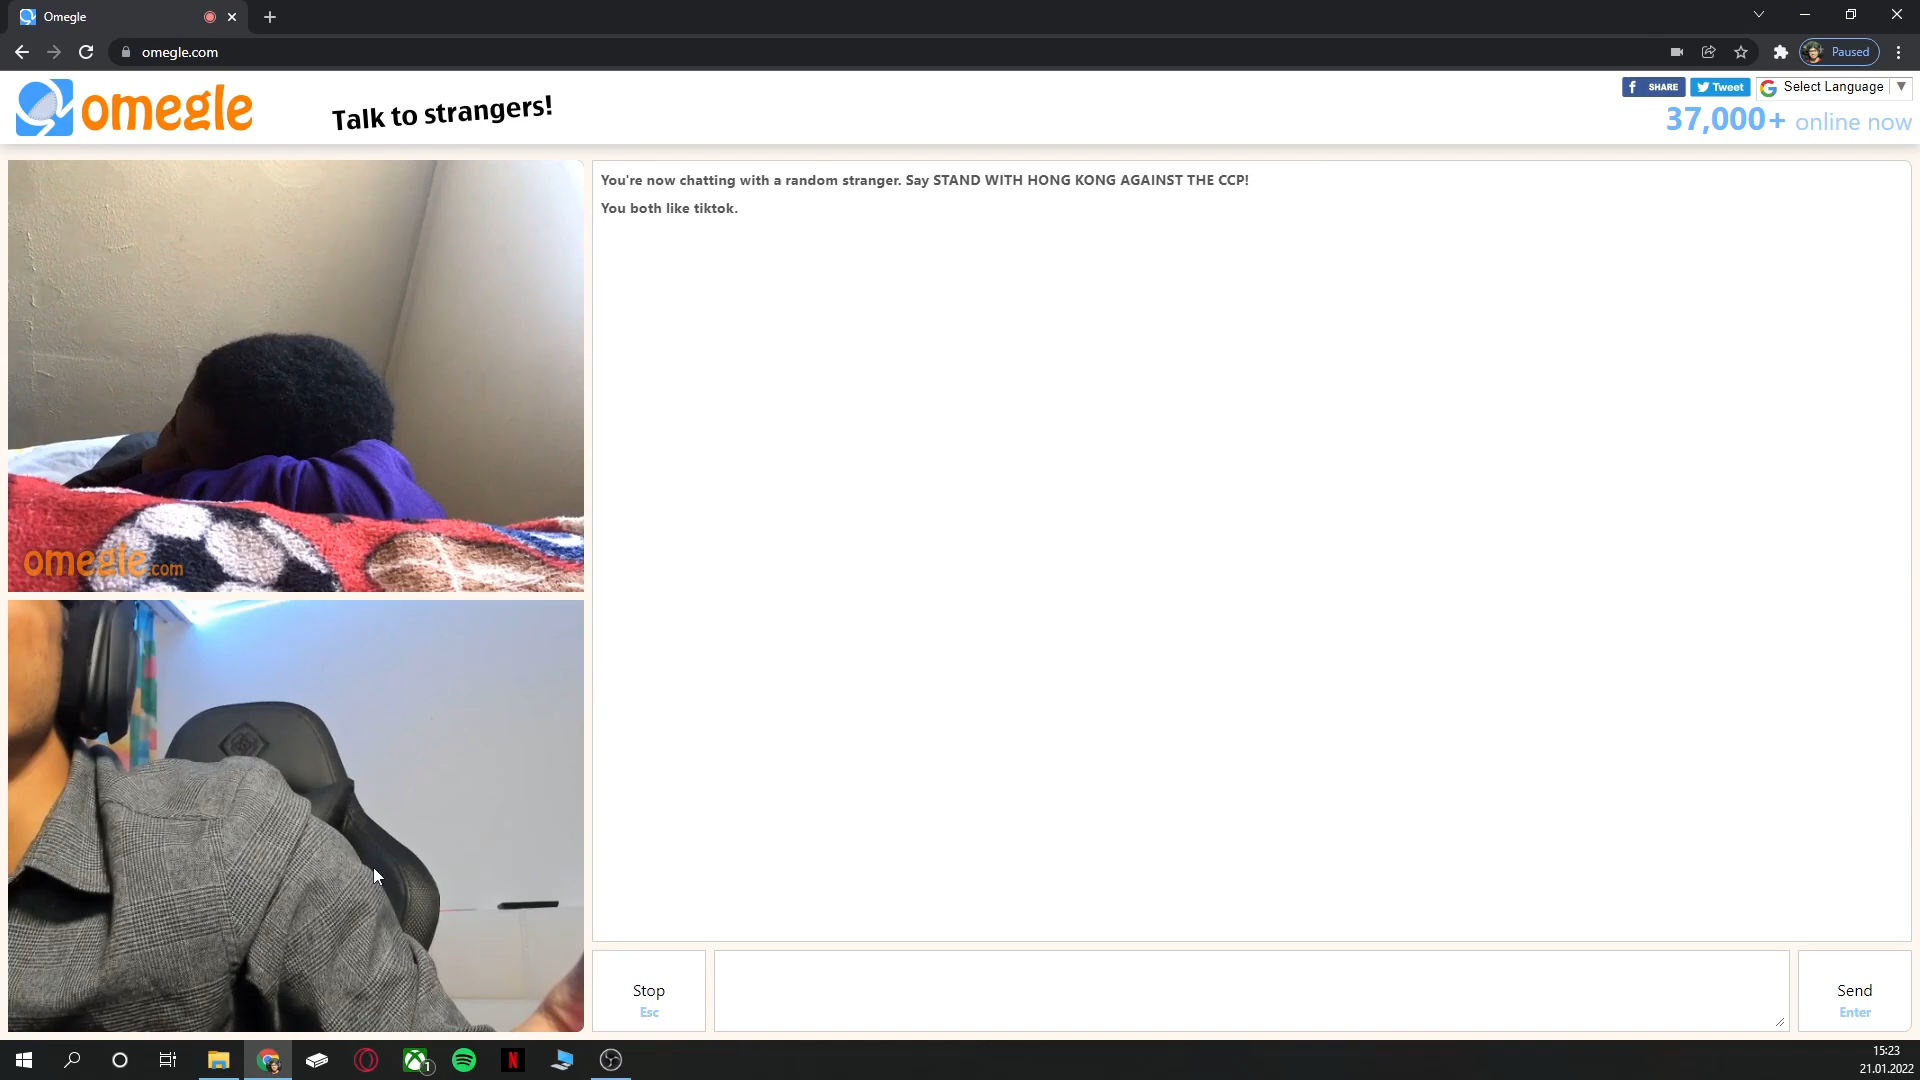 Omegle
omegle.com
Paused
omegle
Talk to strangers!
SHARE
Tweet
Select Language
37,000+ online now
You're now chatting with a random stranger. Say STAND WITH HONG KONG AGAINST THE CCP!
You both like tiktok.
omegle.com
Stop
Esc
Send
Enter
1
15:23
21.01.2022